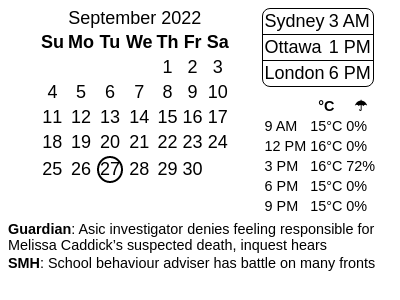 September 2022
Su Mo Tu We Th Fr Sa
1 2 3
4 5 6 7 8 9 10
11 12 13 14 15 16 17
18 19 20 21 22 23 24
25 26 27 28 29 30
Sydney 3 AM
Ottawa 1 PM
London 6 PM
°C ☂
9 AM 15°C 0%
12 PM 16°C 0%
3 PM 16°C 72%
6 PM 15°C 0%
9 PM 15°C 0%
Guardian: Asic investigator denies feeling responsible for
Melissa Caddick’s suspected death, inquest hears
SMH: School behaviour adviser has battle on many fronts